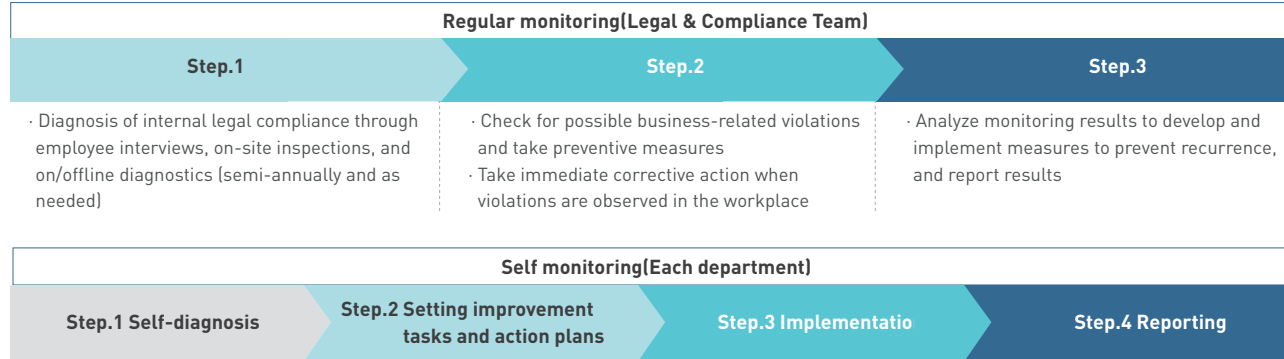 Regular monitoring(Legal & Compliance Team)
Step.1
Step.2
Step.3
· Diagnosis of internal legal compliance through
employee interviews, on-site inspections, and
on/offline diagnostics (semi-annually and as
needed)
· Check for possible business-related violations
and take preventive measures
· Take immediate corrective action when
violations are observed in the workplace
· Analyze monitoring results to develop and
implement measures to prevent recurrence,
and report results
Self monitoring(Each department)
Step.1 Self-diagnosis
Step.2 Setting improvement
tasks and action plans
Step.3 Implementatio
Step.4 Reporting